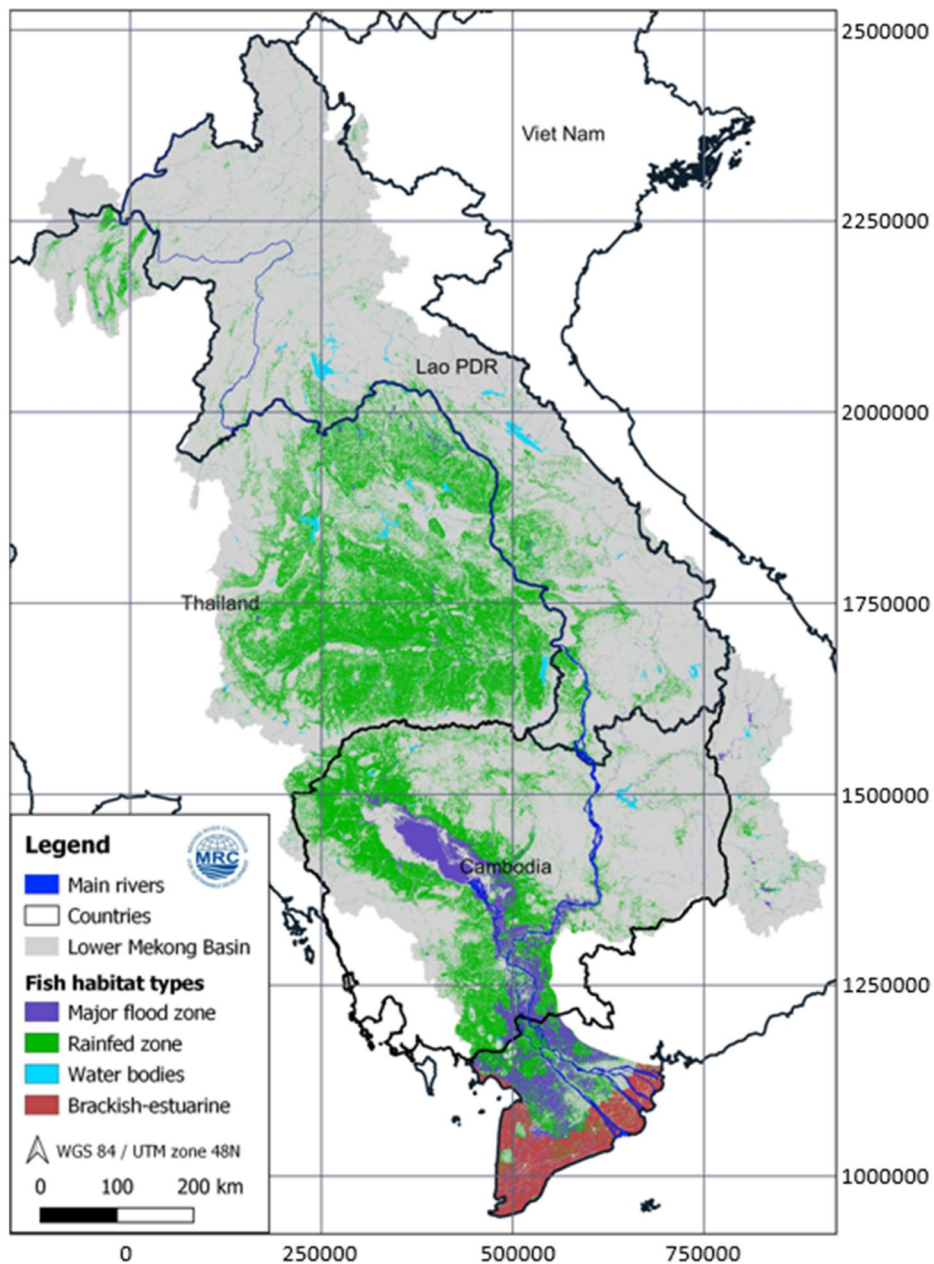 2500000
Viet Nam
2250000
Lao PDR
2000000
Thailand
1750000
1500000
Cambodia
1250000
1000000
Legend
MRC
Main rivers
Countries
Lower Mekong Basin
Fish habitat types
Major flood zone
Rainfed zone
Water bodies
Brackish-estuarine
WGS 84 / UTM zone 48N
0 100 200 km
0 250000 500000 750000